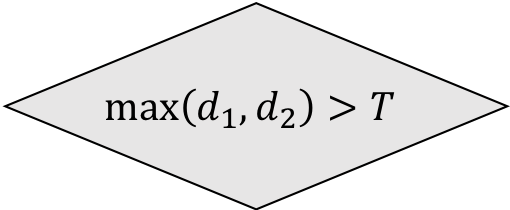 max(𝑑₁, 𝑑₂) > 𝑇